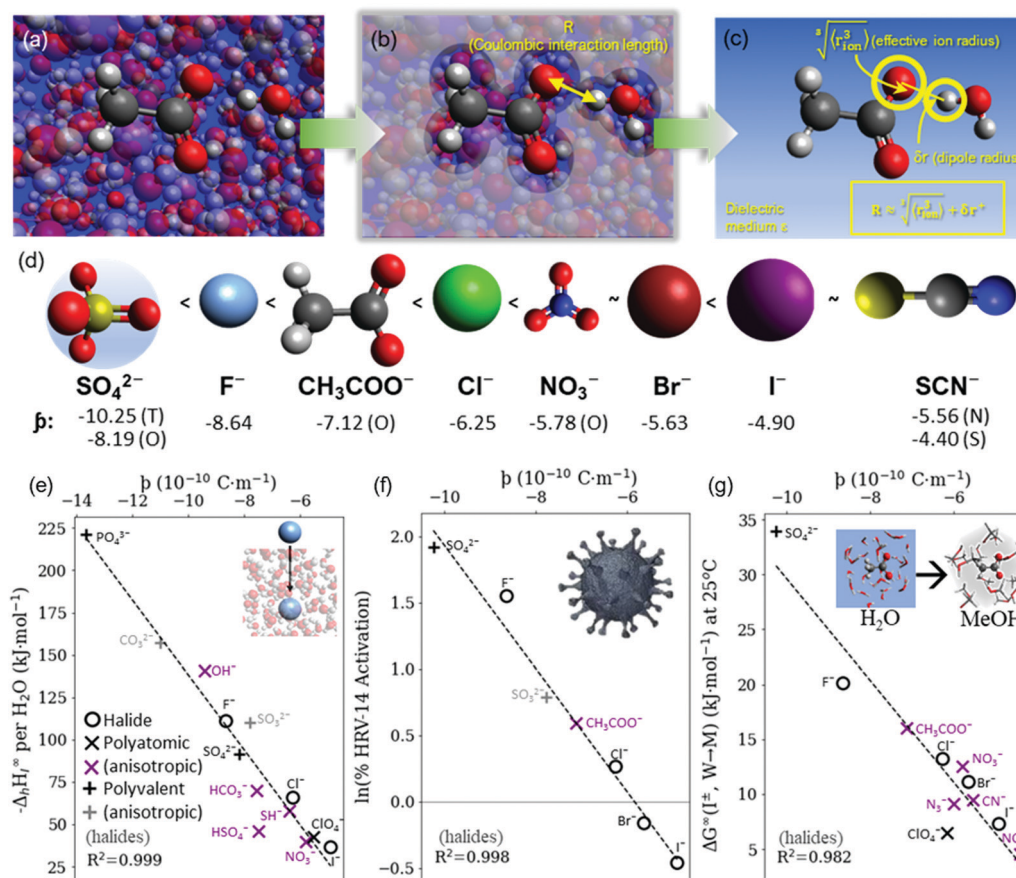 (a)
(b)
R
(Coulombic interaction length)
(c)
∛⟨r³ion⟩ (effective ion radius)
δr (dipole radius
Dielectric
medium ε
R ≈ ∛⟨r³ion⟩ + δr⁺
(d)
< < < < ~ < ~
SO₄²⁻ F⁻ CH₃COO⁻ Cl⁻ NO₃⁻ Br⁻ I⁻ SCN⁻
þ: -10.25 (T) -8.64 -7.12 (O) -6.25 -5.78 (O) -5.63 -4.90 -5.56 (N)
-8.19 (O) -4.40 (S)
(e)
þ (10⁻¹⁰ C·m⁻¹)
−14 −12 −10 −8 −6
-ΔₕHᵢ°° per H₂O (kJ·mol⁻¹)
225
200
175
150
125
100
75
50
25
PO₄³⁻
CO₃²⁻
OH⁻
F⁻
SO₃²⁻
SO₄²⁻
HCO₃⁻
Cl⁻
SH⁻
HSO₄⁻
ClO₄⁻
NO₃⁻
I⁻
Halide
Polyatomic
(anisotropic)
Polyvalent
(anisotropic)
(halides)
R²=0.999
(f)
þ (10⁻¹⁰ C·m⁻¹)
−10 −8 −6
ln(% HRV-14 Activation)
2.0
1.5
1.0
0.5
0.0
−0.5
SO₄²⁻
F⁻
SO₃²⁻
CH₃COO⁻
Cl⁻
Br⁻
I⁻
(halides)
R²=0.998
(g)
þ (10⁻¹⁰ C·m⁻¹)
−10 −8 −6
ΔG°°(I±, W→M) (kJ·mol⁻¹) at 25°C
35
30
25
20
15
10
5
SO₄²⁻
H₂O
MeOH
F⁻
CH₃COO⁻
Cl⁻
NO₃⁻
Br⁻
N₃⁻
CN⁻
ClO₄⁻
I⁻
(halides)
R²=0.982